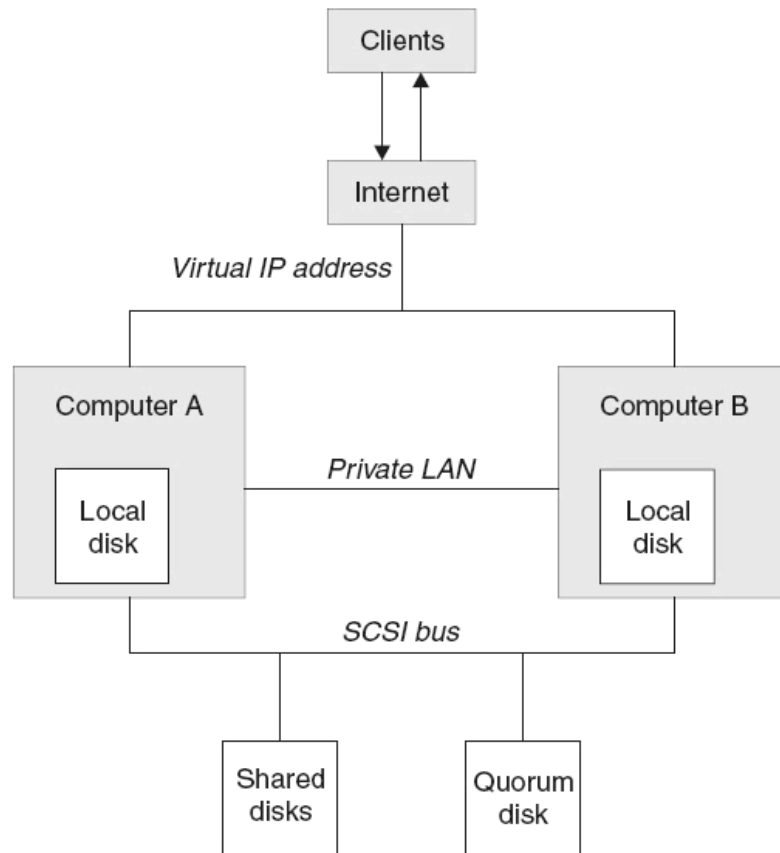 Clients
Internet
Virtual IP address
Computer A
Computer B
Private LAN
Local
disk
Local
disk
SCSI bus
Shared
disks
Quorum
disk